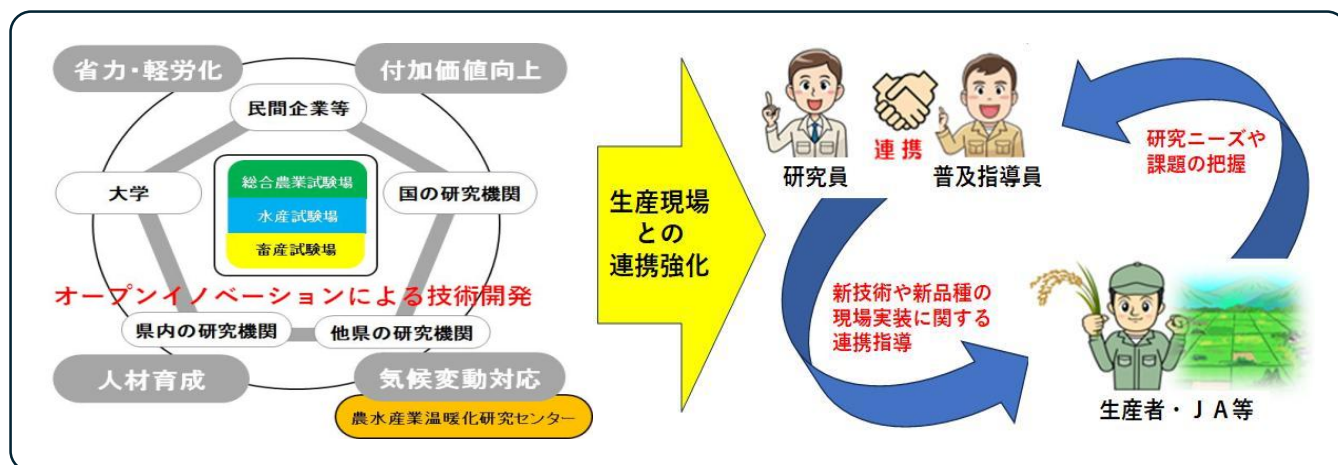 省力・軽労化
付加価値向上
民間企業等
大学
国の研究機関
総合農業試験場
水産試験場
畜産試験場
オープンイノベーションによる技術開発
県内の研究機関
他県の研究機関
人材育成
気候変動対応
農水産業温暖化研究センター
生産現場
との
連携強化
連携
研究員
普及指導員
研究ニーズや
課題の把握
新技術や新品種の
現場実装に関する
連携指導
生産者・ＪＡ等